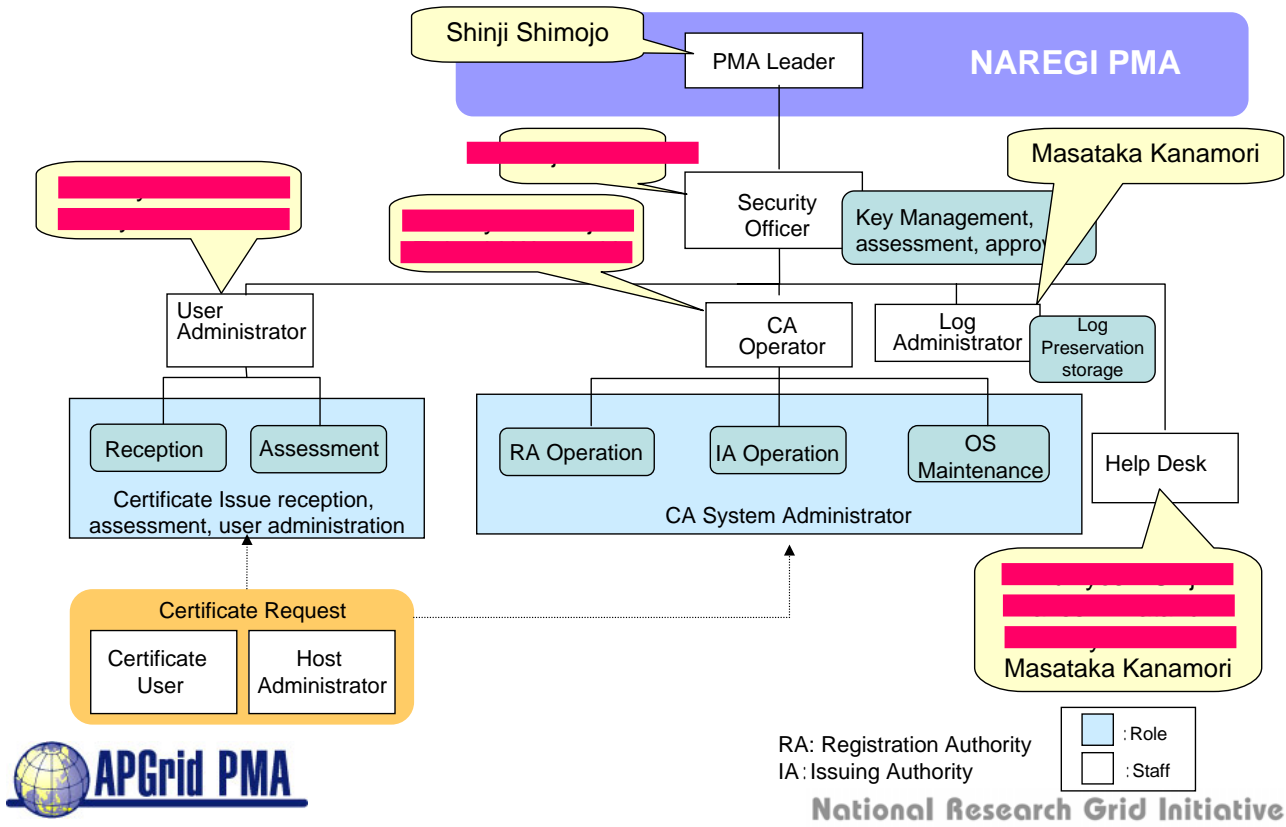 Shinji Shimojo
PMA Leader
NAREGI PMA
Masataka Kanamori
Security
Officer
Key Management,
assessment, approv
User
Administrator
CA
Operator
Log
Administrator
Log
Preservation
storage
Reception
Assessment
Certificate Issue reception,
assessment, user administration
RA Operation
IA Operation
OS
Maintenance
CA System Administrator
Help Desk
Masataka Kanamori
Certificate Request
Certificate
User
Host
Administrator
RA: Registration Authority
IA: Issuing Authority
: Role
: Staff
APGrid PMA
National Research Grid Initiative